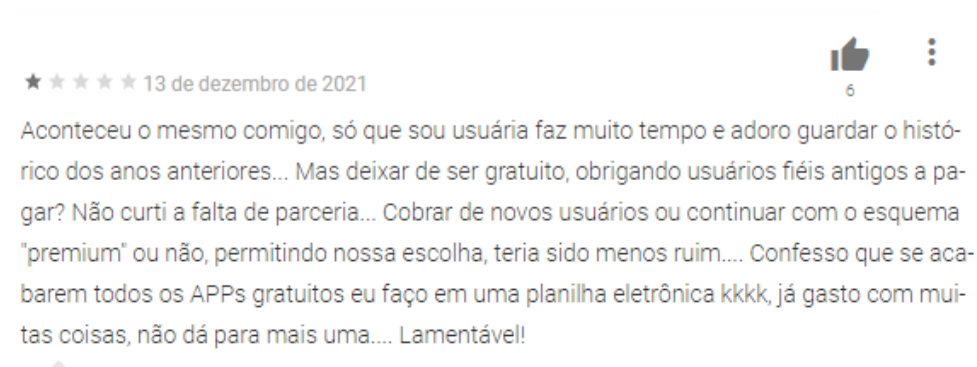 13 de dezembro de 2021
6
Aconteceu o mesmo comigo, só que sou usuária faz muito tempo e adoro guardar o histó-
rico dos anos anteriores... Mas deixar de ser gratuito, obrigando usuários fiéis antigos a pa-
gar? Não curti a falta de parceria... Cobrar de novos usuários ou continuar com o esquema
"premium" ou não, permitindo nossa escolha, teria sido menos ruim.... Confesso que se aca-
barem todos os APPs gratuitos eu faço em uma planilha eletrônica kkkk, já gasto com mui-
tas coisas, não dá para mais uma.... Lamentável!